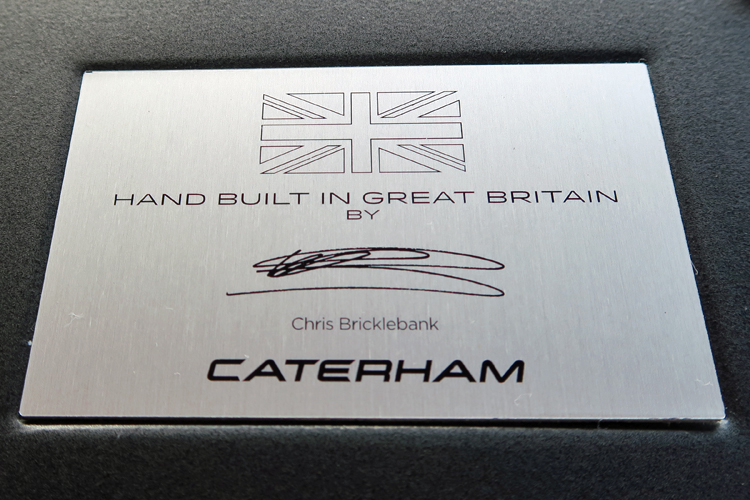 HAND BUILT IN GREAT BRITAIN
BY
Chris Bricklebank
CATERHAM